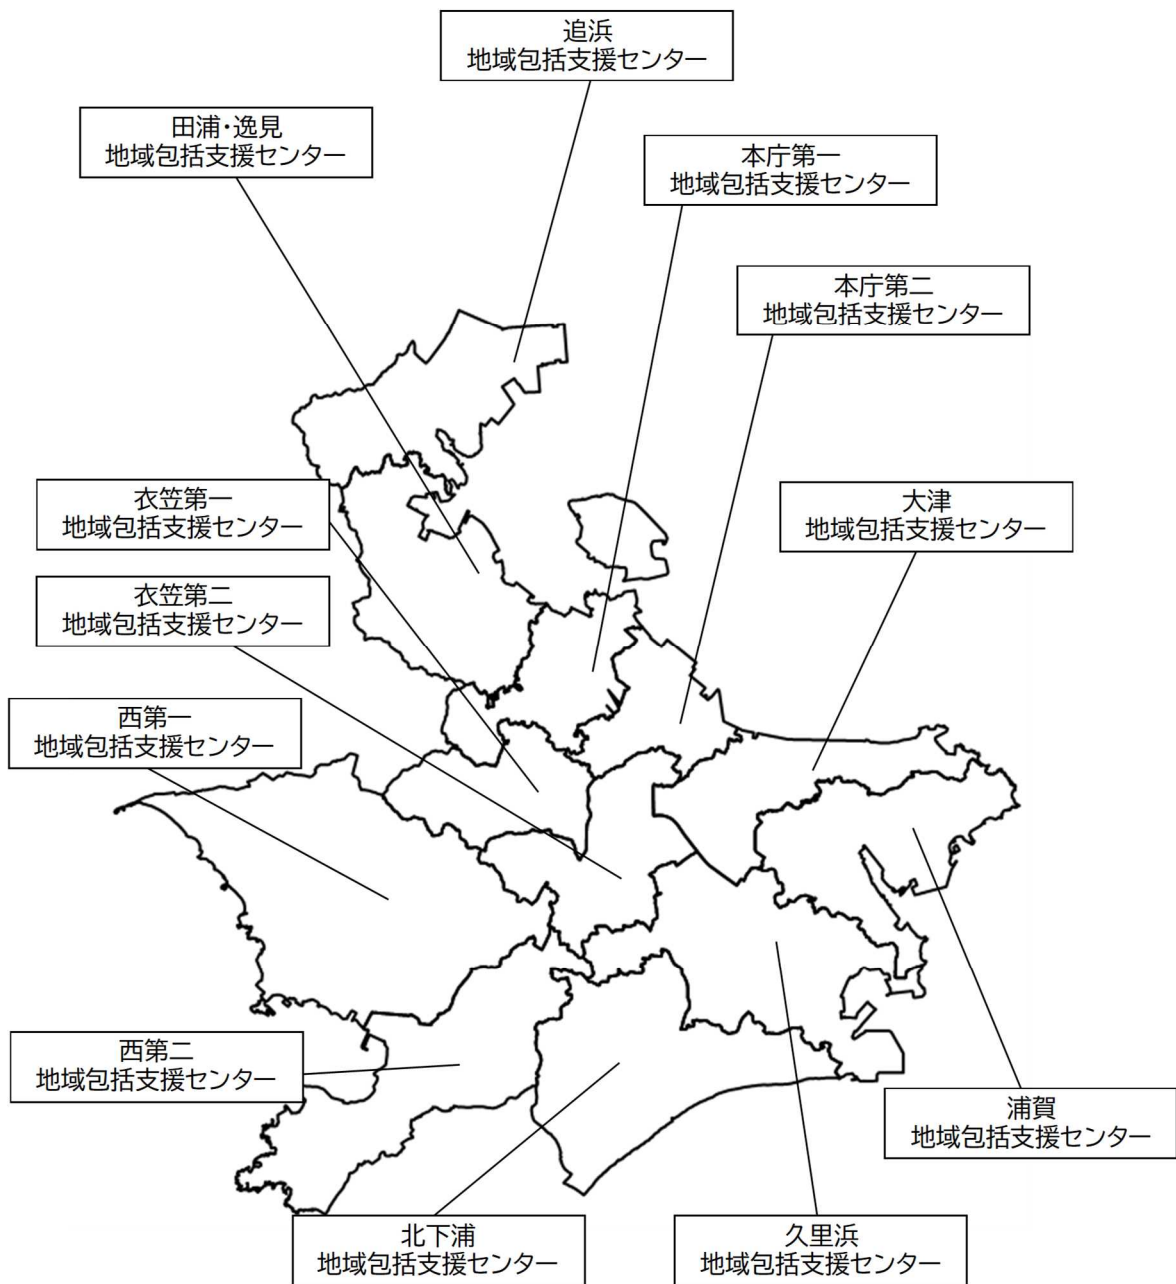 追浜
地域包括支援センター
田浦・逸見
地域包括支援センター
本庁第一
地域包括支援センター
本庁第二
地域包括支援センター
衣笠第一
地域包括支援センター
大津
地域包括支援センター
衣笠第二
地域包括支援センター
西第一
地域包括支援センター
西第二
地域包括支援センター
浦賀
地域包括支援センター
北下浦
地域包括支援センター
久里浜
地域包括支援センター